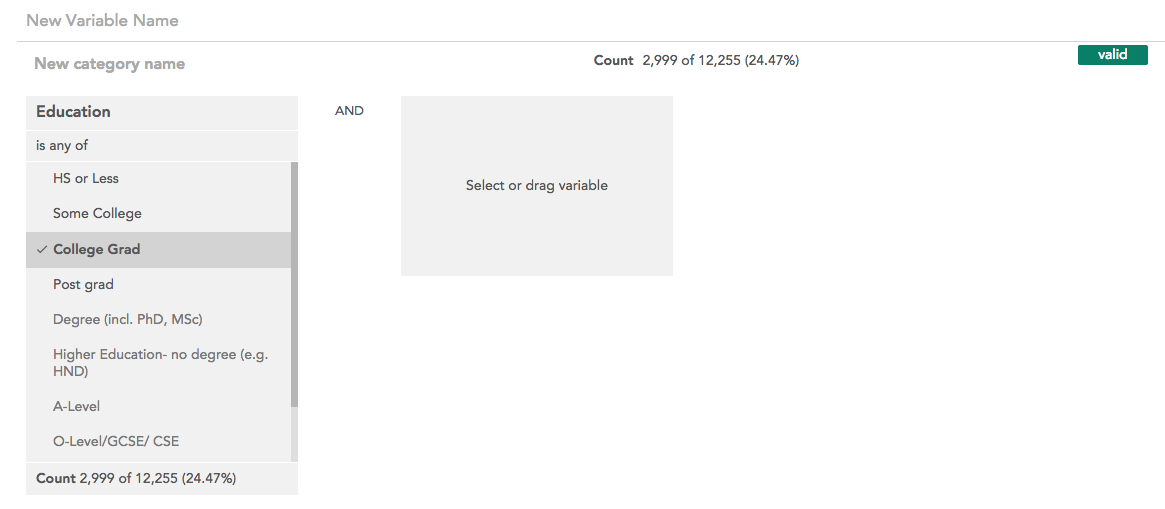 New Variable Name
New category name
Count 2,999 of 12,255 (24.47%)
valid
Education
is any of
HS or Less
Some College
College Grad
Post grad
Degree (incl. PhD, MSc)
Higher Education- no degree (e.g.
HND)
A-Level
O-Level/GCSE/ CSE
Count 2,999 of 12,255 (24.47%)
AND
Select or drag variable